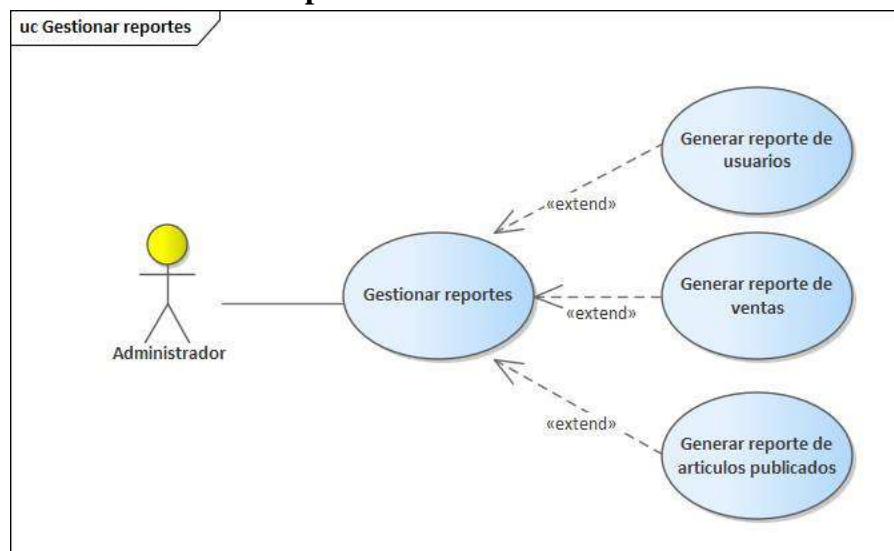 uc Gestionar reportes
Generar reporte de
usuarios
«extend»
Gestionar reportes
Generar reporte de
ventas
«extend»
Administrador
«extend»
Generar reporte de
articulos publicados